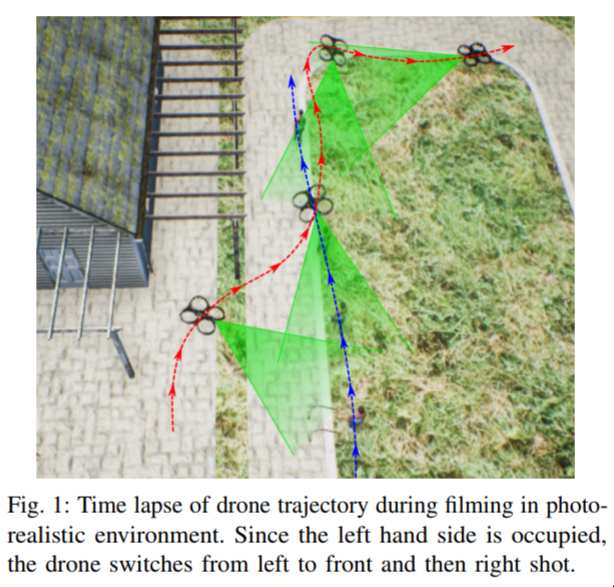 Fig. 1: Time lapse of drone trajectory during filming in photo-
realistic environment. Since the left hand side is occupied,
the drone switches from left to front and then right shot.